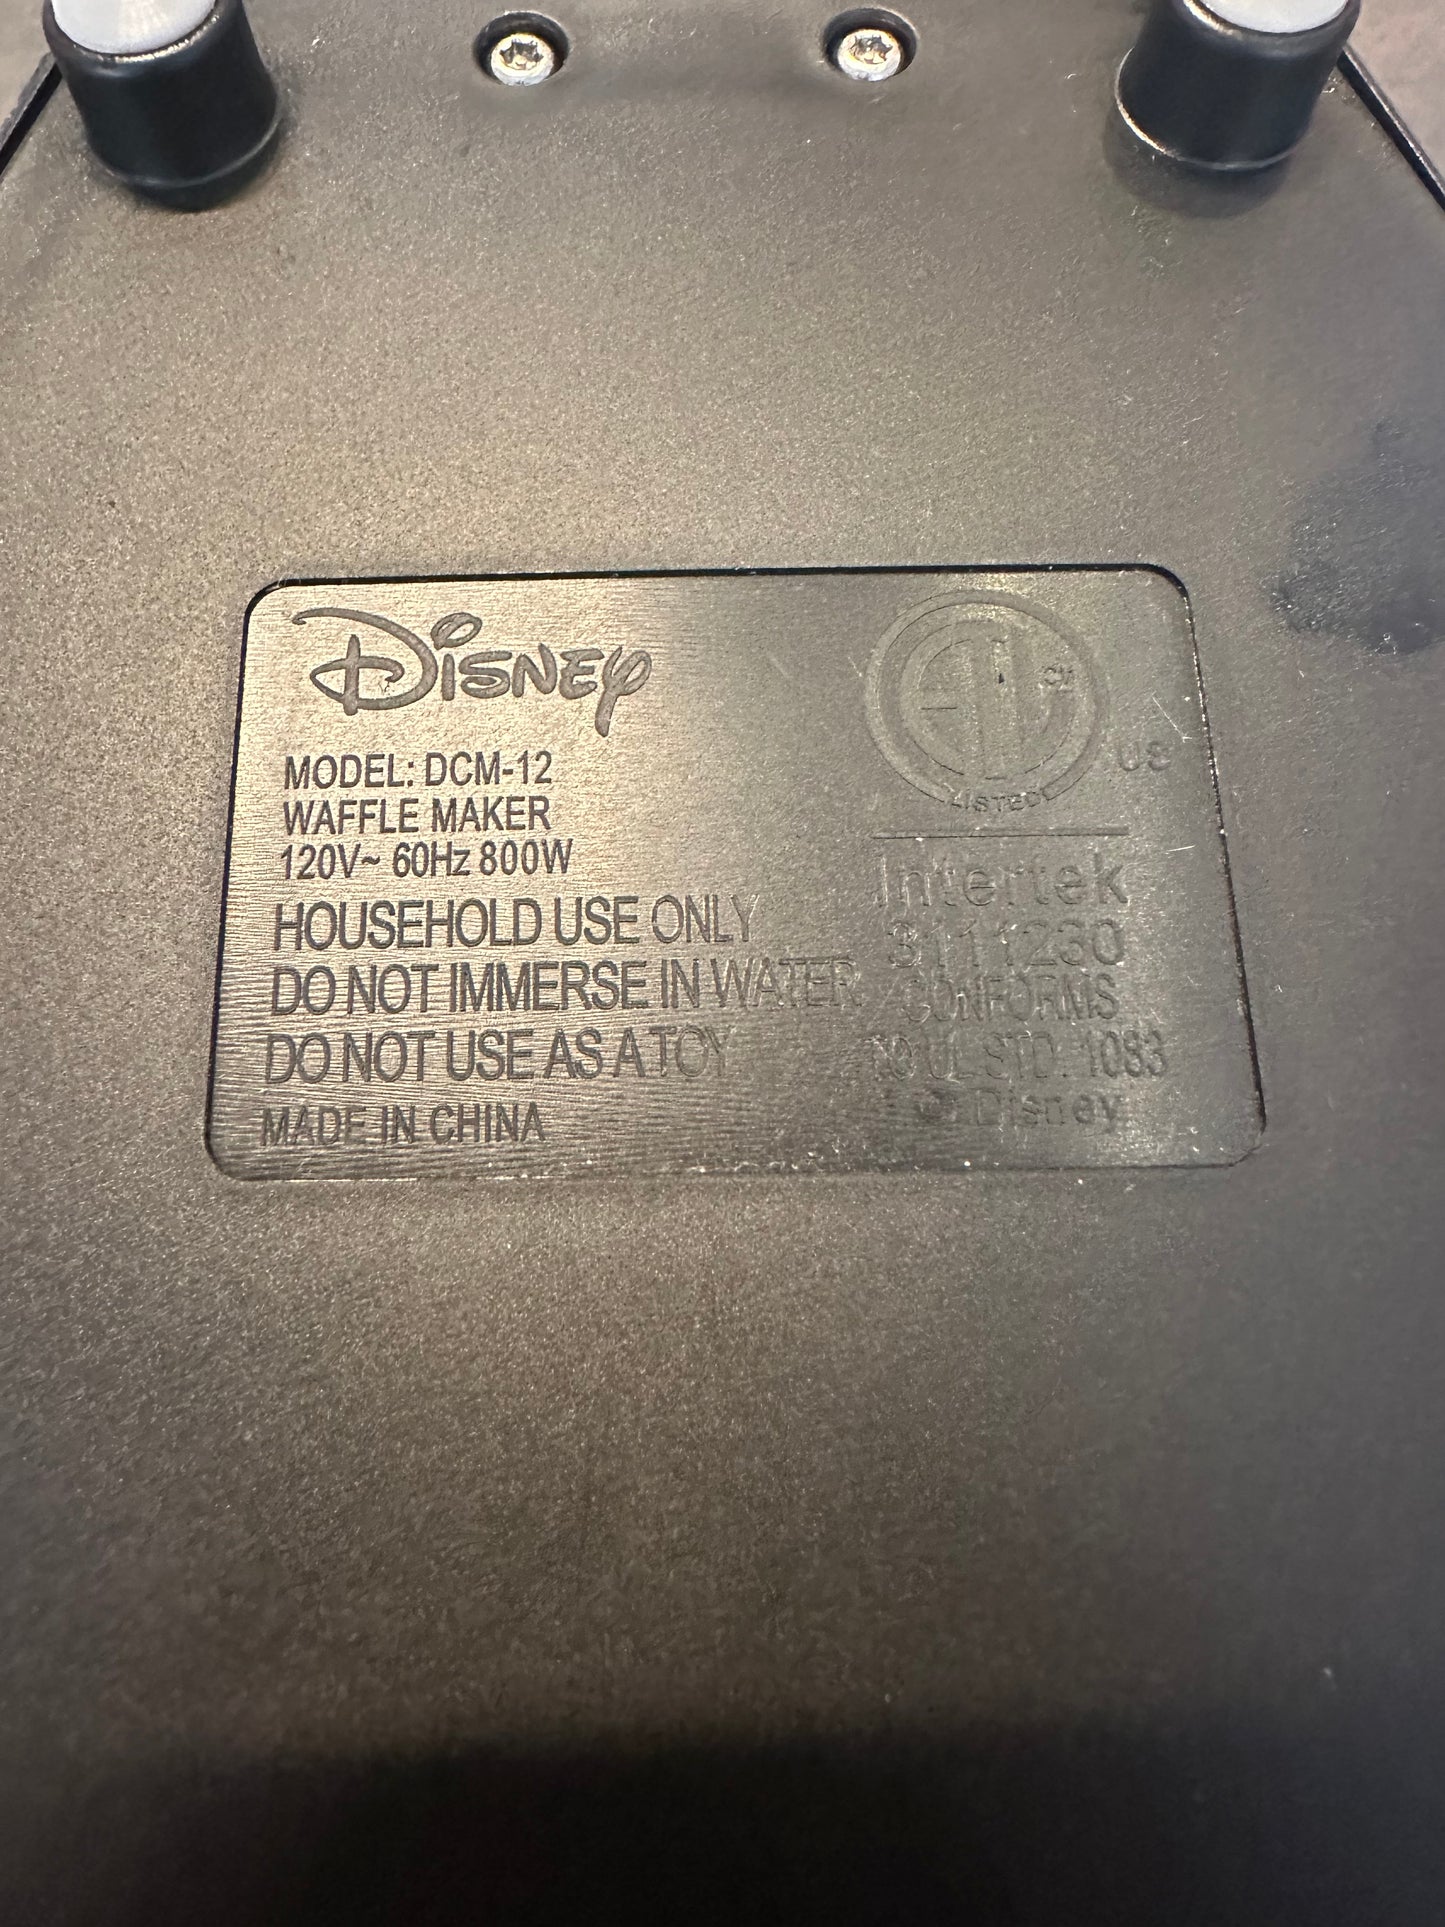 Disney
MODEL: DCM-12
WAFFLE MAKER
120V~ 60Hz 800W
HOUSEHOLD USE ONLY
DO NOT IMMERSE IN WATER
DO NOT USE AS A TOY
MADE IN CHINA
CM
US
LISTED
Intertek
3111230
CONFORMS
TO UL STD. 1083
© Disney